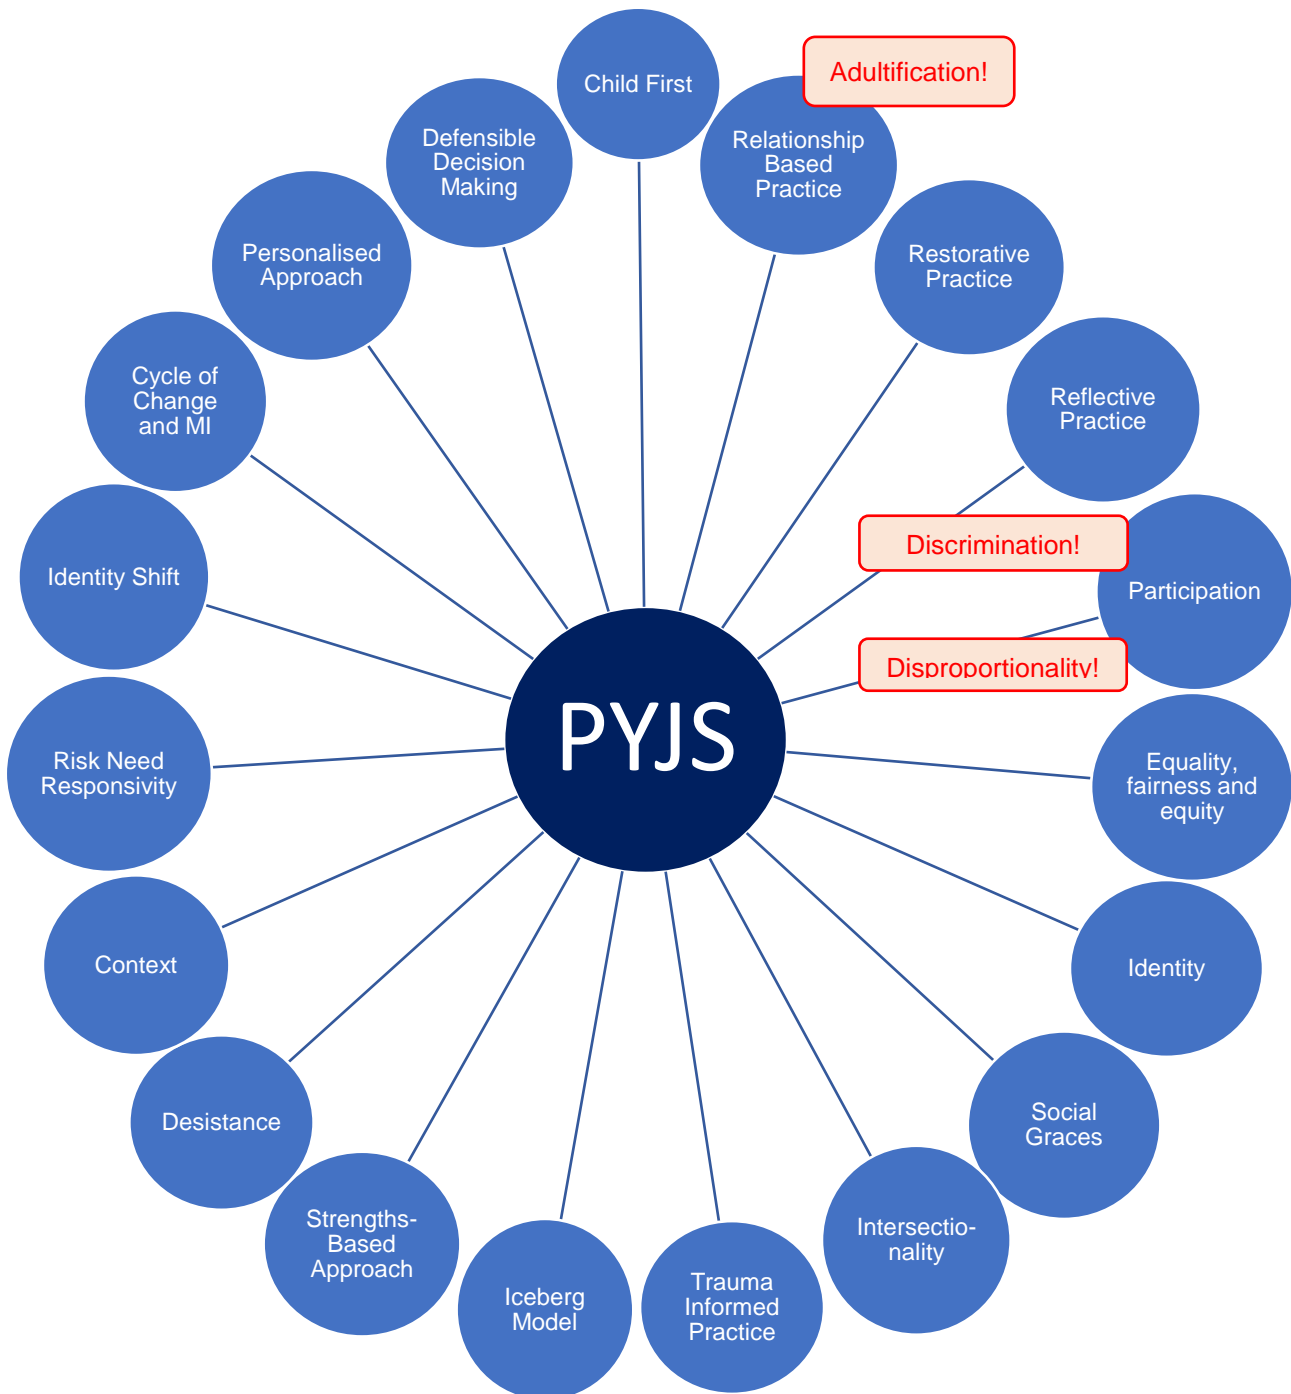 Child First
Adultification!
Relationship
Based
Practice
Restorative
Practice
Reflective
Practice
Discrimination!
Participation
Disproportionality!
Equality,
fairness and
equity
Identity
Social
Graces
Intersectio-
nality
Trauma
Informed
Practice
Iceberg
Model
Strengths-
Based
Approach
Desistance
Context
Risk Need
Responsivity
Identity Shift
Cycle of
Change
and MI
Personalised
Approach
Defensible
Decision
Making
PYJS